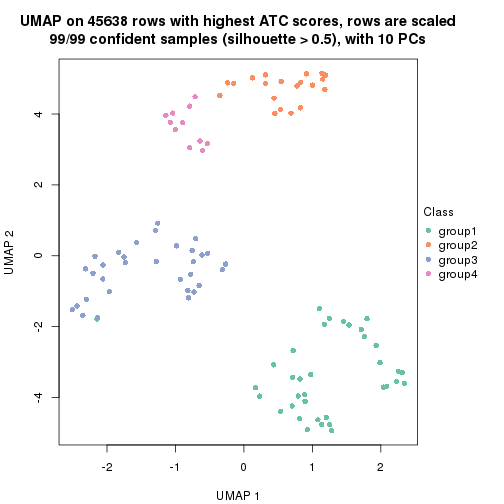 UMAP on 45638 rows with highest ATC scores, rows are scaled
99/99 confident samples (silhouette > 0.5), with 10 PCs
4
2
0
-2
-4
UMAP 2
-2
-1
0
1
2
UMAP 1
Class
group1
group2
group3
group4